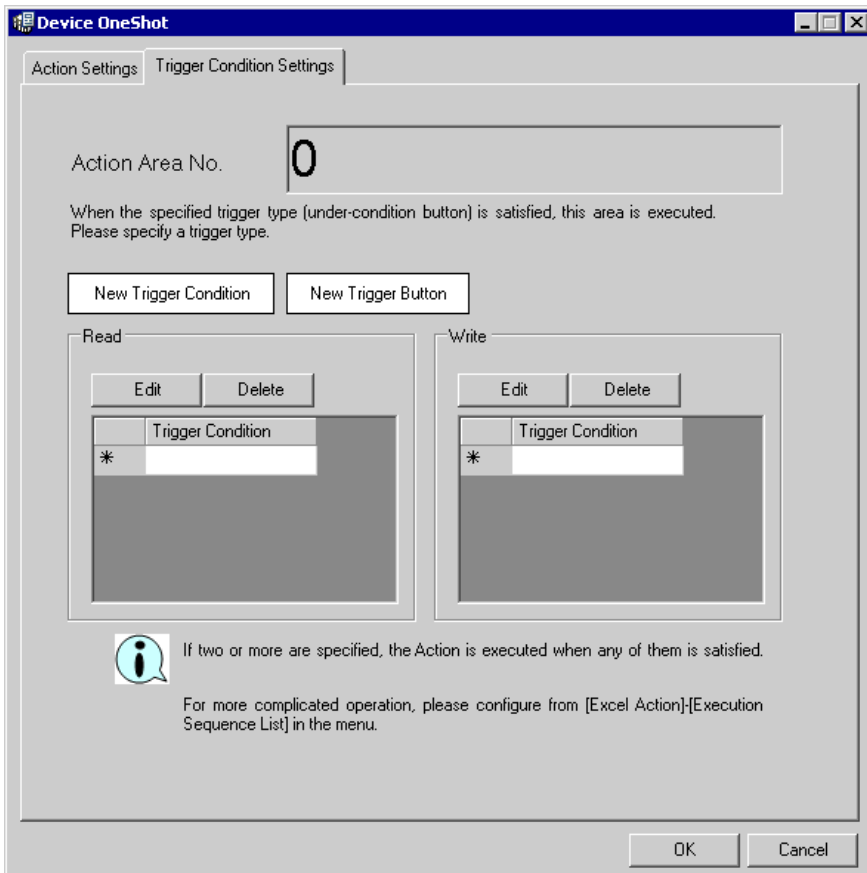 Device OneShot
Action Settings
Trigger Condition Settings
Action Area No.
0
When the specified trigger type (under-condition button) is satisfied, this area is executed.
Please specify a trigger type.
New Trigger Condition
New Trigger Button
Read
Write
Edit
Delete
Edit
Delete
Trigger Condition
Trigger Condition
*
*
If two or more are specified, the Action is executed when any of them is satisfied.
For more complicated operation, please configure from [Excel Action]-[Execution
Sequence List] in the menu.
OK
Cancel